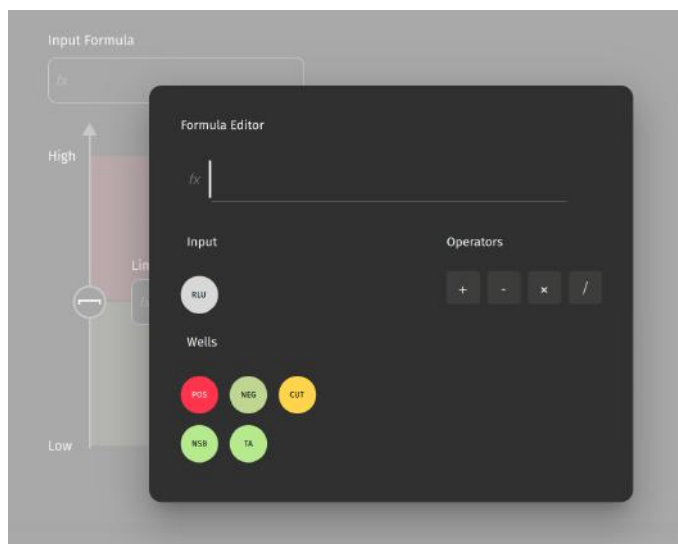 Input Formula
fx
High
Low
Formula Editor
fx
Input
Operators
RLU
+ - × /
Wells
POS NEG CUT
NSB TA